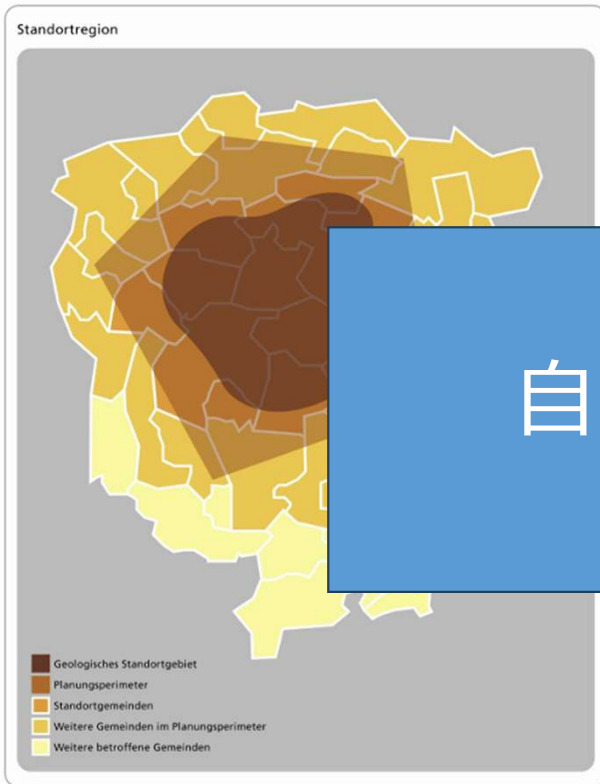 Standortregion
自
Geologisches Standortgebiet
Planungsperimeter
Standortgemeinden
Weitere Gemeinden im Planungsperimeter
Weitere betroffene Gemeinden